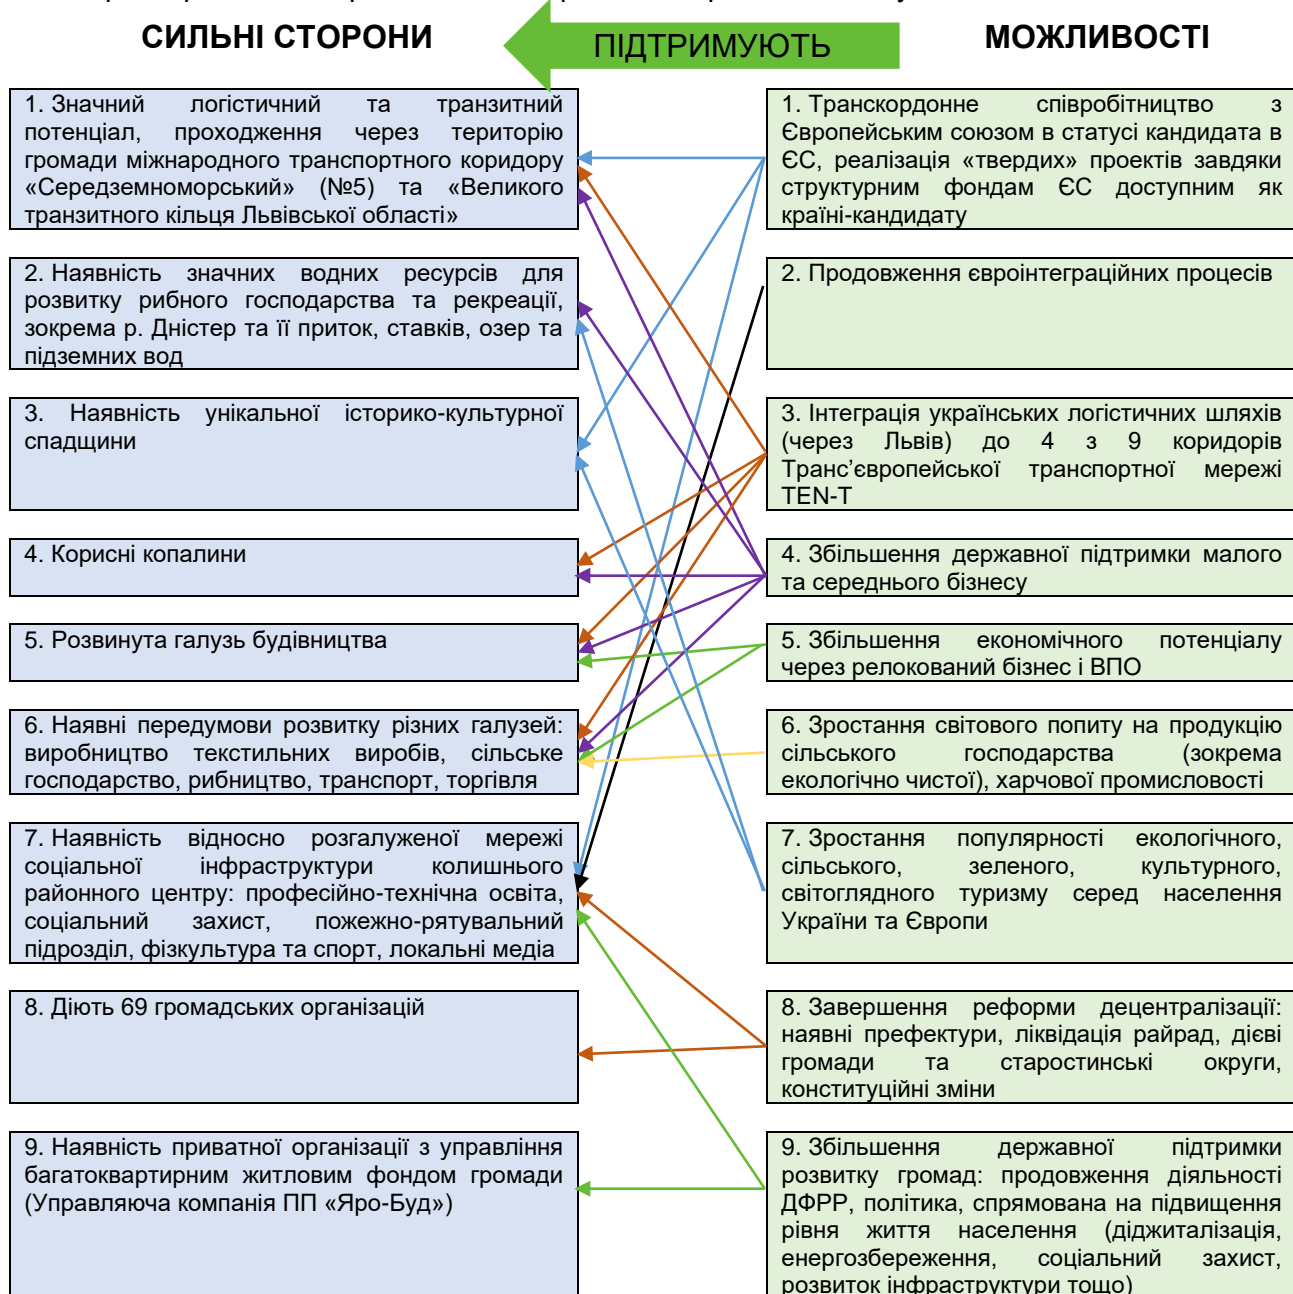 СИЛЬНІ СТОРОНИ
ПІДТРИМУЮТЬ
МОЖЛИВОСТІ
1. Значний логістичний та транзитний
потенціал, проходження через територію
громади міжнародного транспортного коридору
«Середземноморський» (№5) та «Великого
транзитного кільця Львівської області»
2. Наявність значних водних ресурсів для
розвитку рибного господарства та рекреації,
зокрема р. Дністер та її приток, ставків, озер та
підземних вод
3. Наявність унікальної історико-культурної
спадщини
4. Корисні копалини
5. Розвинута галузь будівництва
6. Наявні передумови розвитку різних галузей:
виробництво текстильних виробів, сільське
господарство, рибництво, транспорт, торгівля
7. Наявність відносно розгалуженої мережі
соціальної інфраструктури колишнього
районного центру: професійно-технічна освіта,
соціальний захист, пожежно-рятувальний
підрозділ, фізкультура та спорт, локальні медіа
8. Діють 69 громадських організацій
9. Наявність приватної організації з управління
багатоквартирним житловим фондом громади
(Управляюча компанія ПП «Яро-Буд»)
1. Транскордонне співробітництво з
Європейським союзом в статусі кандидата в
ЄС, реалізація «твердих» проектів завдяки
структурним фондам ЄС доступним як
країні-кандидату
2. Продовження євроінтеграційних процесів
3. Інтеграція українських логістичних шляхів
(через Львів) до 4 з 9 коридорів
Транс’європейської транспортної мережі
TEN-T
4. Збільшення державної підтримки малого
та середнього бізнесу
5. Збільшення економічного потенціалу
через релокований бізнес і ВПО
6. Зростання світового попиту на продукцію
сільського господарства (зокрема
екологічно чистої), харчової промисловості
7. Зростання популярності екологічного,
сільського, зеленого, культурного,
світоглядного туризму серед населення
України та Європи
8. Завершення реформи децентралізації:
наявні префектури, ліквідація райрад, дієві
громади та старостинські округи,
конституційні зміни
9. Збільшення державної підтримки
розвитку громад: продовження діяльності
ДФРР, політика, спрямована на підвищення
рівня життя населення (діджиталізація,
енергозбереження, соціальний захист,
розвиток інфраструктури тощо)